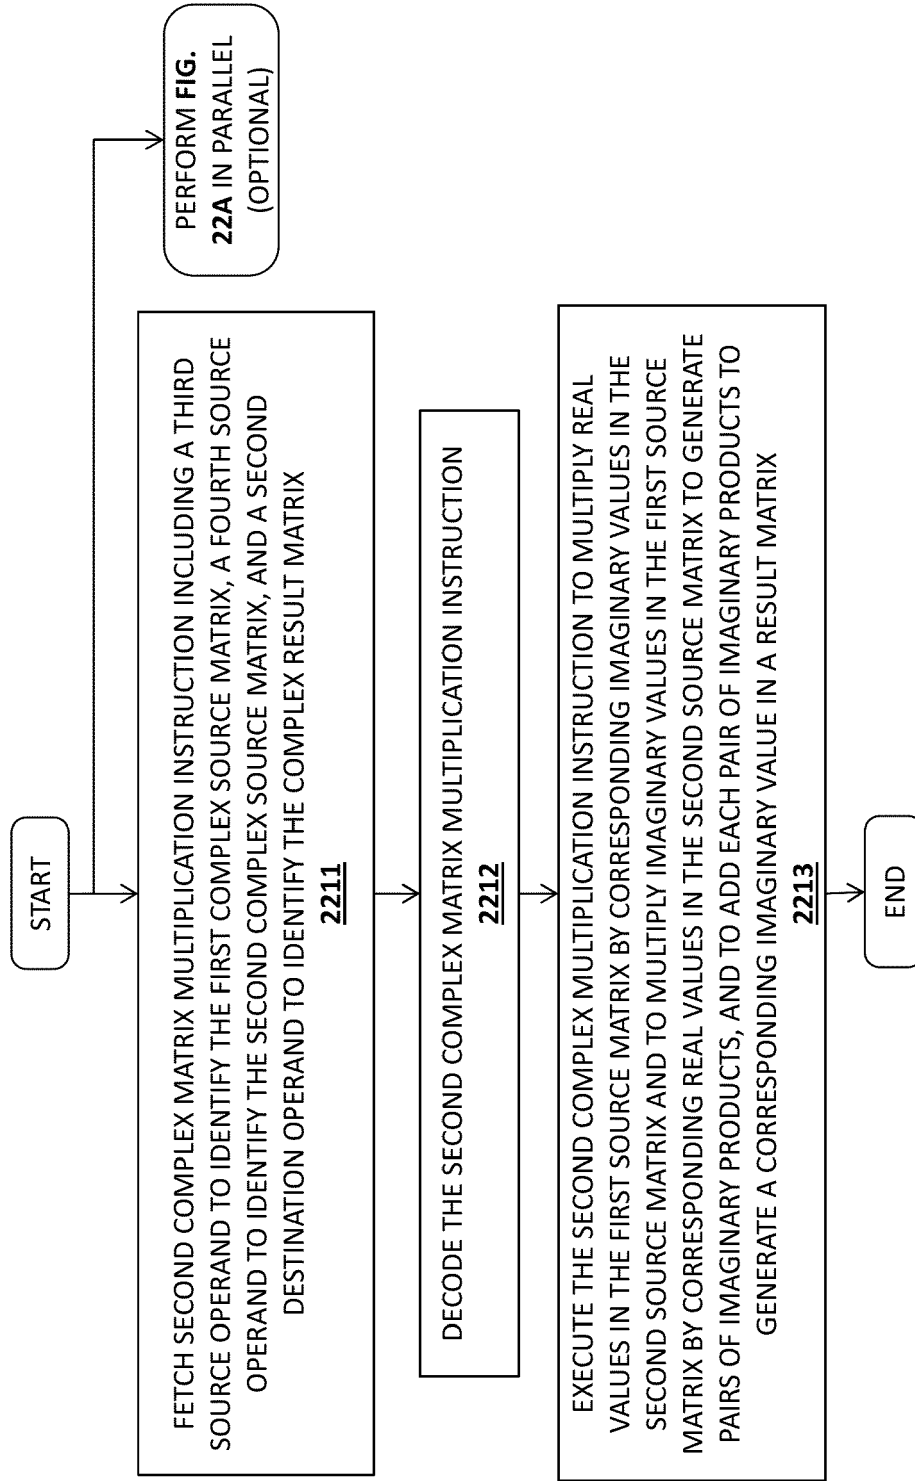 START
PERFORM FIG.
22A IN PARALLEL
(OPTIONAL)
FETCH SECOND COMPLEX MATRIX MULTIPLICATION INSTRUCTION INCLUDING A THIRD
SOURCE OPERAND TO IDENTIFY THE FIRST COMPLEX SOURCE MATRIX, A FOURTH SOURCE
OPERAND TO IDENTIFY THE SECOND COMPLEX SOURCE MATRIX, AND A SECOND
DESTINATION OPERAND TO IDENTIFY THE COMPLEX RESULT MATRIX
2211
DECODE THE SECOND COMPLEX MATRIX MULTIPLICATION INSTRUCTION
2212
EXECUTE THE SECOND COMPLEX MULTIPLICATION INSTRUCTION TO MULTIPLY REAL
VALUES IN THE FIRST SOURCE MATRIX BY CORRESPONDING IMAGINARY VALUES IN THE
SECOND SOURCE MATRIX AND TO MULTIPLY IMAGINARY VALUES IN THE FIRST SOURCE
MATRIX BY CORRESPONDING REAL VALUES IN THE SECOND SOURCE MATRIX TO GENERATE
PAIRS OF IMAGINARY PRODUCTS, AND TO ADD EACH PAIR OF IMAGINARY PRODUCTS TO
GENERATE A CORRESPONDING IMAGINARY VALUE IN A RESULT MATRIX
2213
END